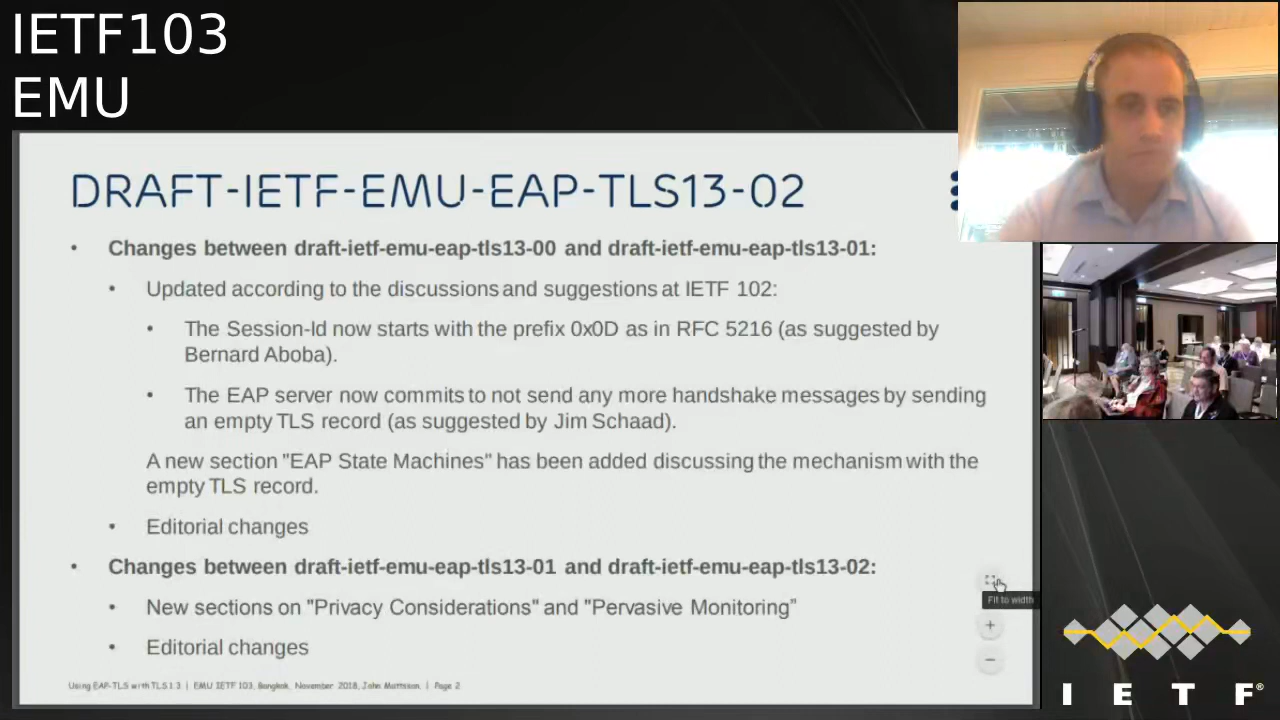 IETF103
EMU
DRAFT-IETF-EMU-EAP-TLS13-02
• Changes between draft-ietf-emu-eap-tls13-00 and draft-ietf-emu-eap-tls13-01:
• Updated according to the discussions and suggestions at IETF 102:
• The Session-Id now starts with the prefix 0x0D as in RFC 5216 (as suggested by
Bernard Aboba).
• The EAP server now commits to not send any more handshake messages by sending
an empty TLS record (as suggested by Jim Schaad).
A new section "EAP State Machines" has been added discussing the mechanism with the
empty TLS record.
• Editorial changes
• Changes between draft-ietf-emu-eap-tls13-01 and draft-ietf-emu-eap-tls13-02:
• New sections on "Privacy Considerations" and "Pervasive Monitoring"
• Editorial changes
Fit to width
Using EAP-TLS with TLS 1.3 | EMU IETF 103, Bangkok, November 2018, John Mattsson, | Page 2
I E T F®